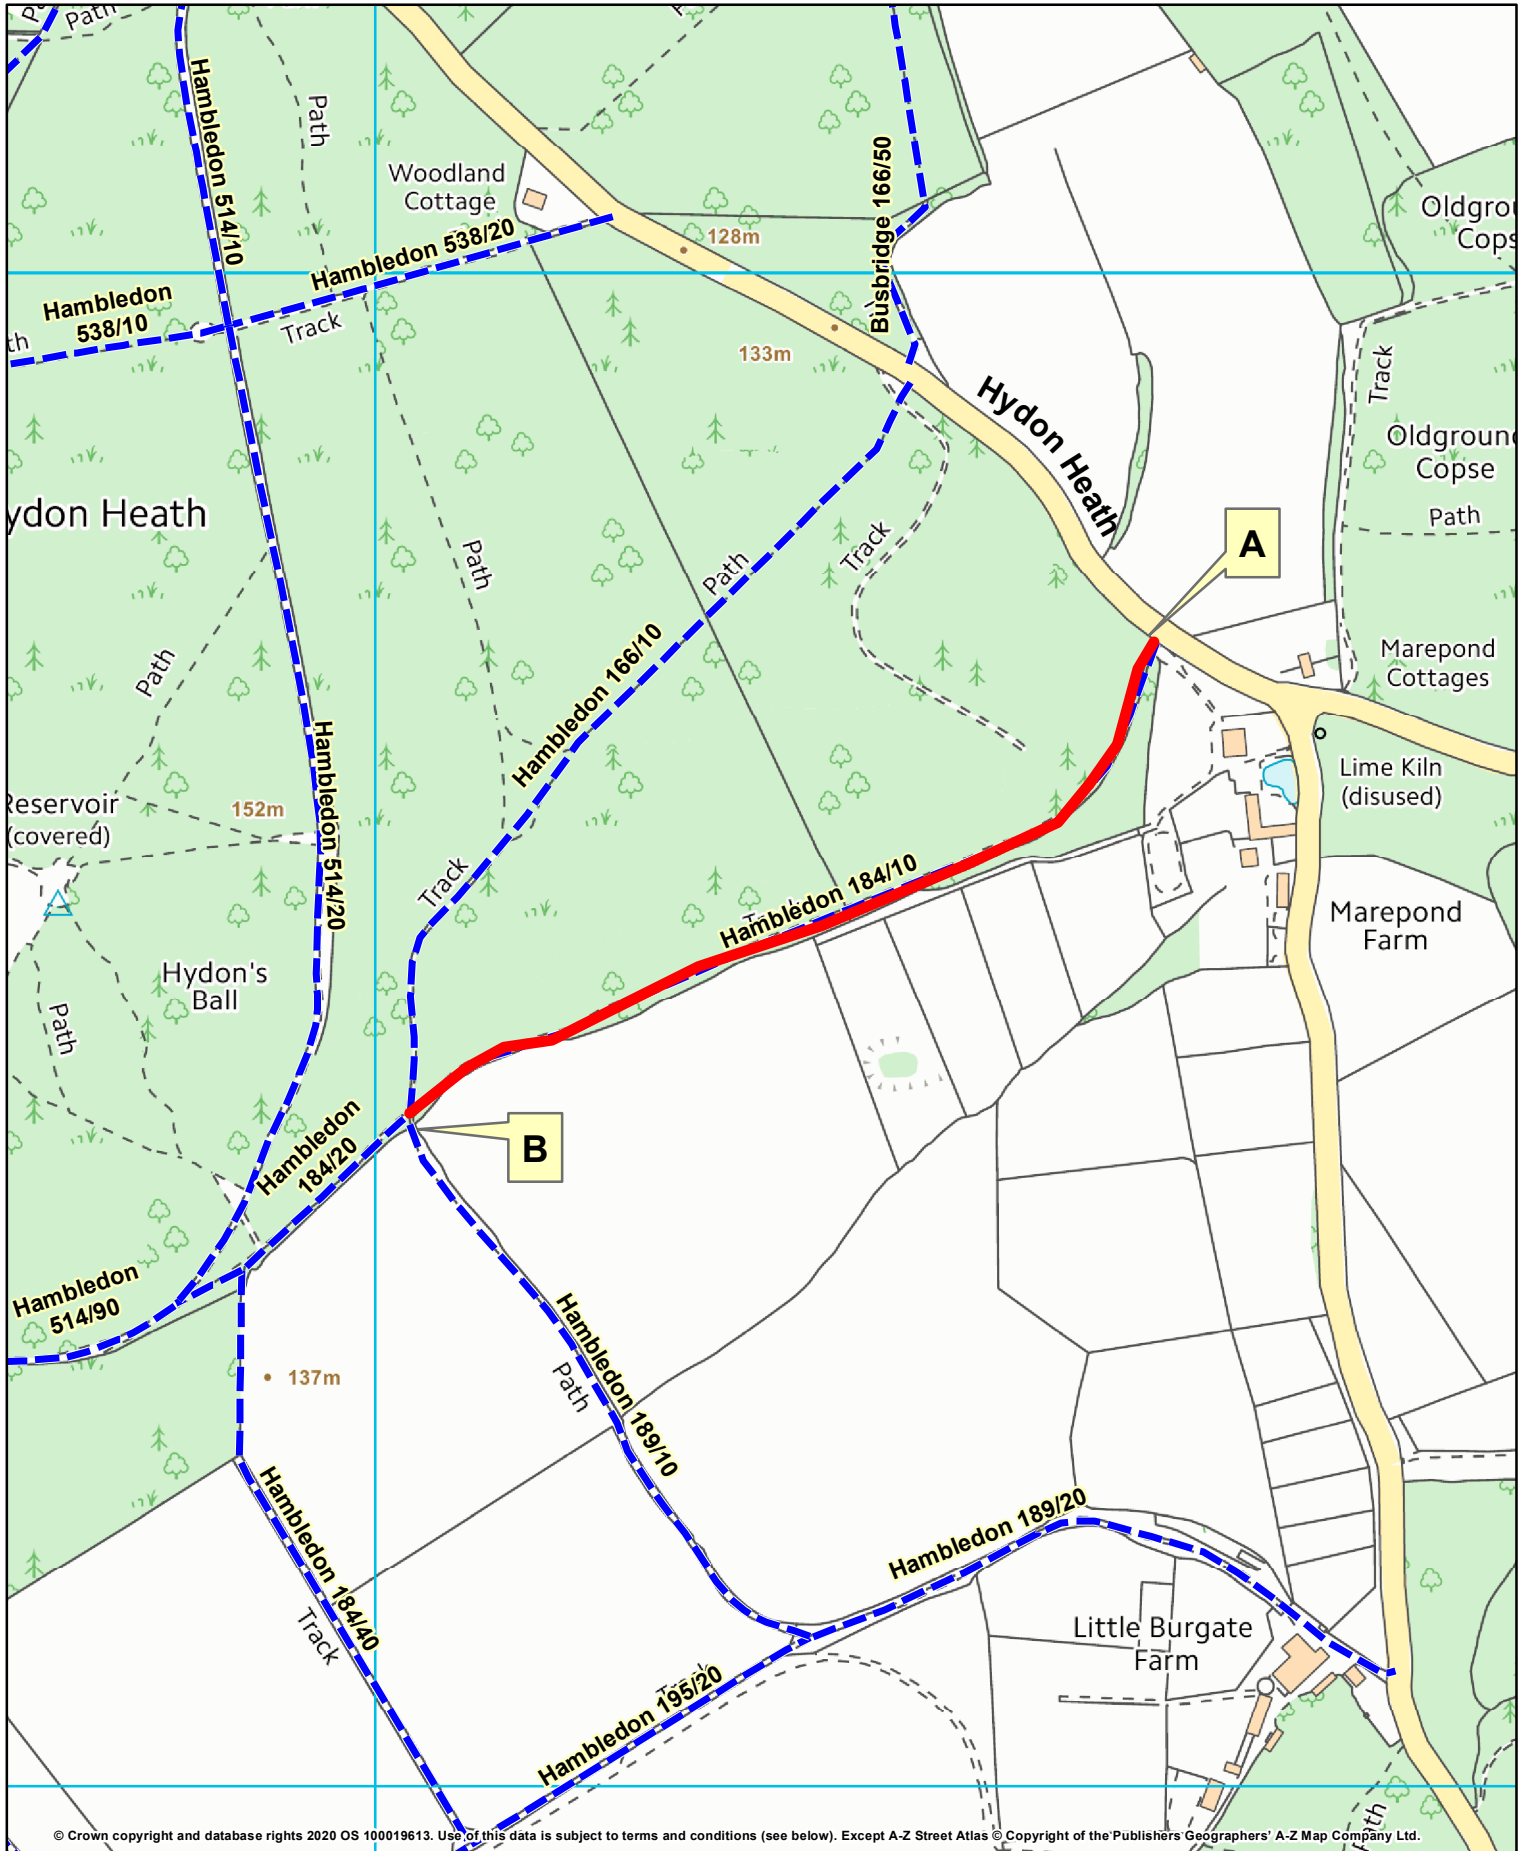 Path
Hambledon 514/10
Path
Woodland
Cottage
Busbridge 166/50
128m
Hambledon 538/20
Hambledon
538/10
Track
133m
Oldgrou
Cops
Hydon Heath
Track
Oldground
Copse
Path
ydon Heath
Path
Track
Path
A
Hambledon 166/10
Path
Marepond
Cottages
Hambledon 514/20
Reservoir
(covered)
152m
Lime Kiln
(disused)
Track
Hambledon 184/10
Marepond
Farm
Hydon's
Ball
Path
Hambledon
184/20
B
Hambledon
514/90
137m
Hambledon 189/10
Path
Hambledon 184/40
Track
Hambledon 189/20
Little Burgate
Farm
Hambledon 195/20
© Crown copyright and database rights 2020 OS 100019613. Use of this data is subject to terms and conditions (see below). Except A-Z Street Atlas © Copyright of the Publishers Geographers' A-Z Map Company Ltd.